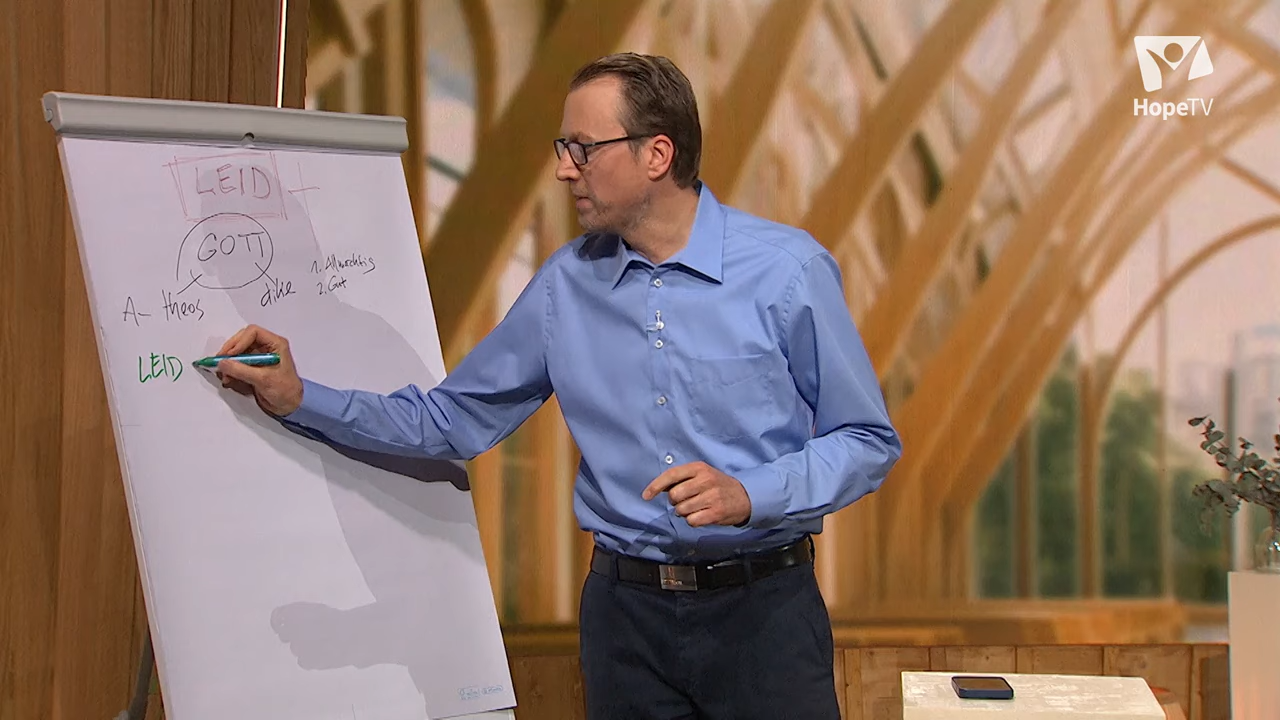 LEID
GOTT
A- theos
dike
1. Allmächtig
2. Gut
LEID
HopeTV